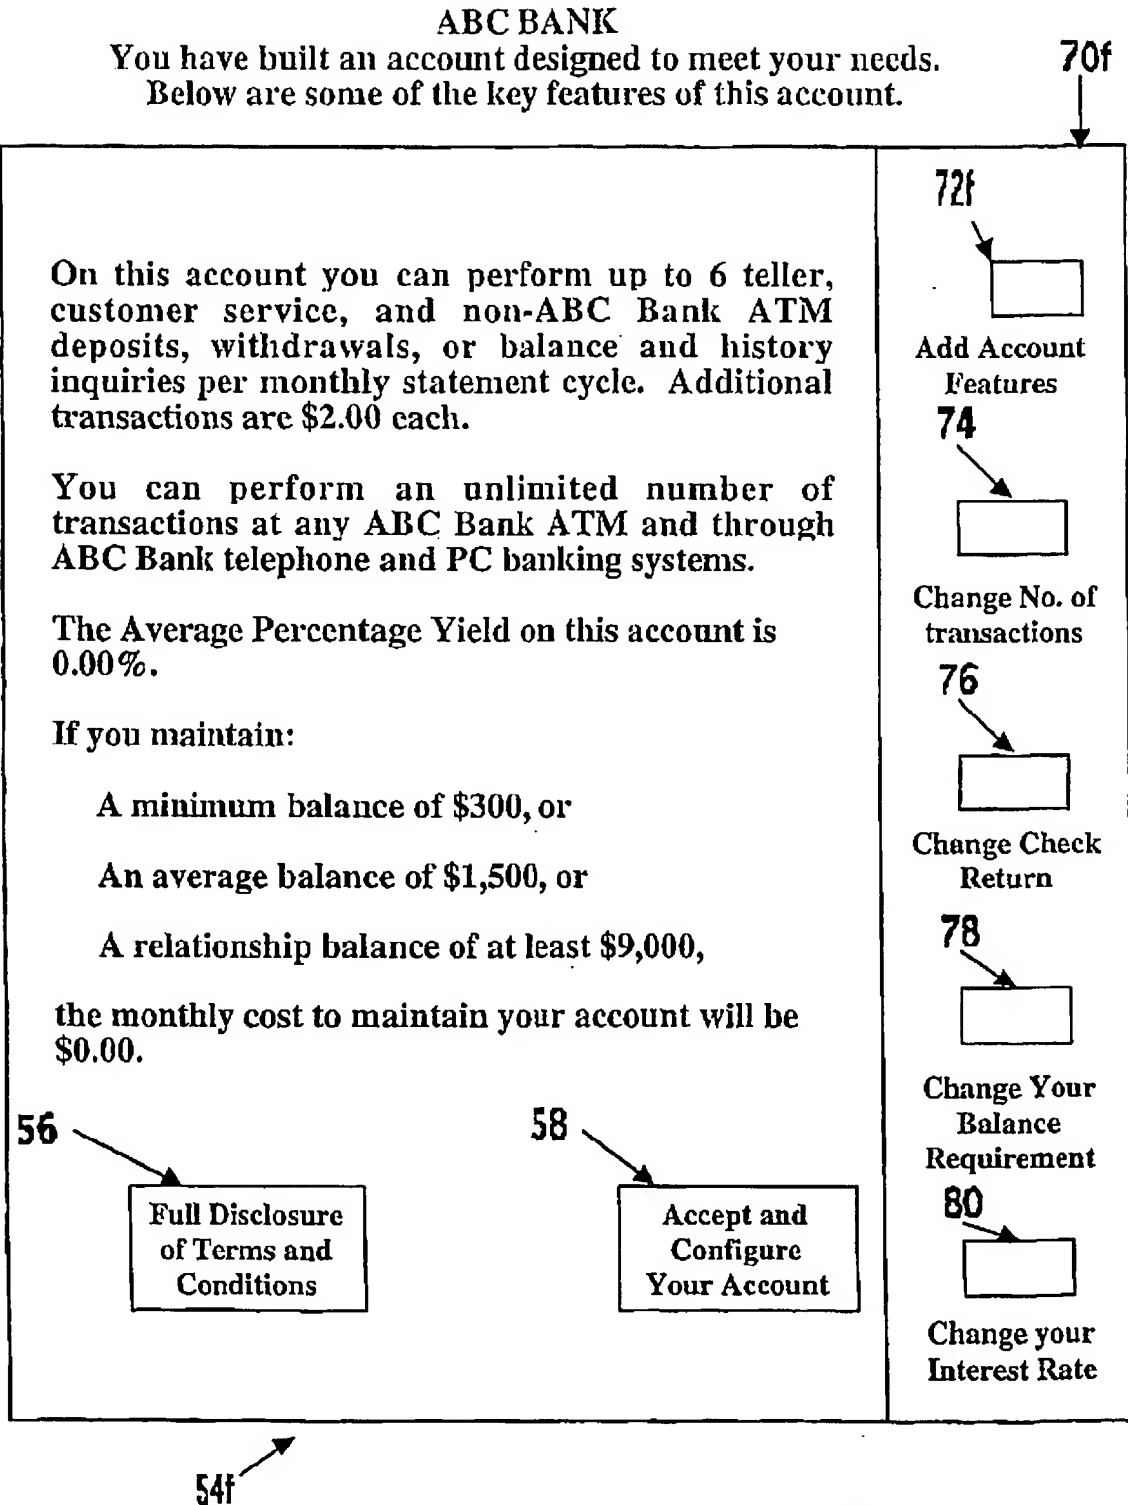 ABC BANK
You have built an account designed to meet your needs.
Below are some of the key features of this account.
70f
On this account you can perform up to 6 teller,
customer service, and non-ABC Bank ATM
deposits, withdrawals, or balance and history
inquiries per monthly statement cycle. Additional
transactions are $2.00 each.
You can perform an unlimited number of
transactions at any ABC Bank ATM and through
ABC Bank telephone and PC banking systems.
The Average Percentage Yield on this account is
0.00%.
If you maintain:
A minimum balance of $300, or
An average balance of $1,500, or
A relationship balance of at least $9,000,
the monthly cost to maintain your account will be
$0.00.
56
Full Disclosure
of Terms and
Conditions
58
Accept and
Configure
Your Account
72f
Add Account
Features
74
Change No. of
transactions
76
Change Check
Return
78
Change Your
Balance
Requirement
80
Change your
Interest Rate
54f